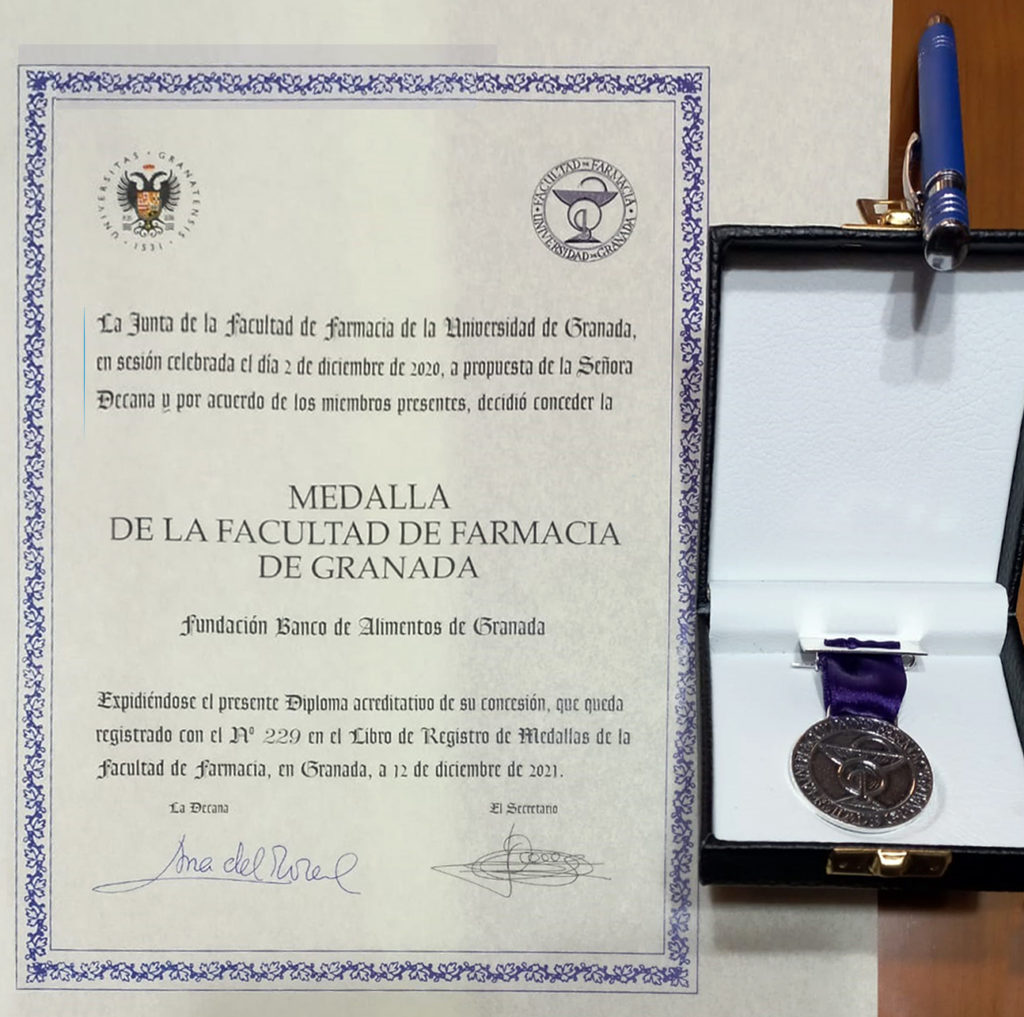 UNIVERSITAS · GRANATENSIS · 1531 ·
FACULTAD DE FARMACIA · UNIVERSIDAD DE GRANADA ·
La Junta de la Facultad de Farmacia de la Universidad de Granada,
en sesión celebrada el día 2 de diciembre de 2020, a propuesta de la Señora
Decana y por acuerdo de los miembros presentes, decidió conceder la
MEDALLA
DE LA FACULTAD DE FARMACIA
DE GRANADA
Fundación Banco de Alimentos de Granada
Expidiéndose el presente Diploma acreditativo de su concesión, que queda
registrado con el Nº 229 en el Libro de Registro de Medallas de la
Facultad de Farmacia, en Granada, a 12 de diciembre de 2021.
La Decana
El Secretario
Ana del Moral